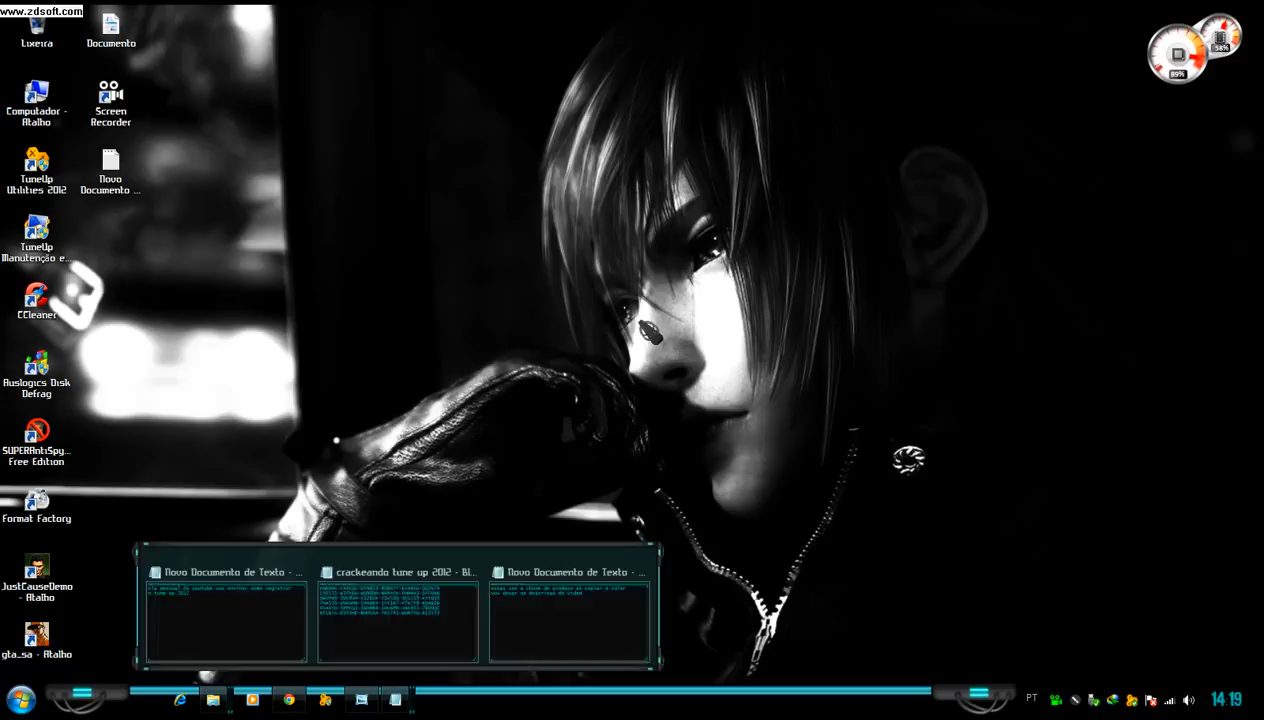 www.zdsoft.com
Lixeira
Documento
Computador - Atalho
Screen Recorder
TuneUp Utilities 2012
Novo Documento ...
TuneUp Manutenção e...
CCleaner
Auslogics Disk Defrag
SUPERAntiSpy... Free Edition
Format Factory
JustCauseDemo - Atalho
gta_sa - Atalho
89%
58%
Novo Documento de Texto - ...
crackeando tune up 2012 - Bl...
Novo Documento de Texto - ...
PT
14:19